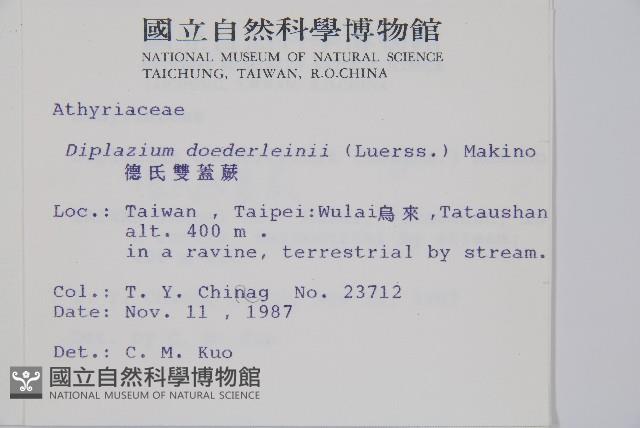 國立自然科學博物館
NATIONAL MUSEUM OF NATURAL SCIENCE
TAICHUNG, TAIWAN, R.O.CHINA
Athyriaceae
Diplazium doederleinii (Luerss.) Makino
德氏雙蓋蕨
Loc.: Taiwan , Taipei:Wulai烏來,Tataushan
alt. 400 m .
in a ravine, terrestrial by stream.
Col.: T. Y. Chinag No. 23712
Date: Nov. 11 , 1987
Det.: C. M. Kuo
國立自然科學博物館
NATIONAL MUSEUM OF NATURAL SCIENCE